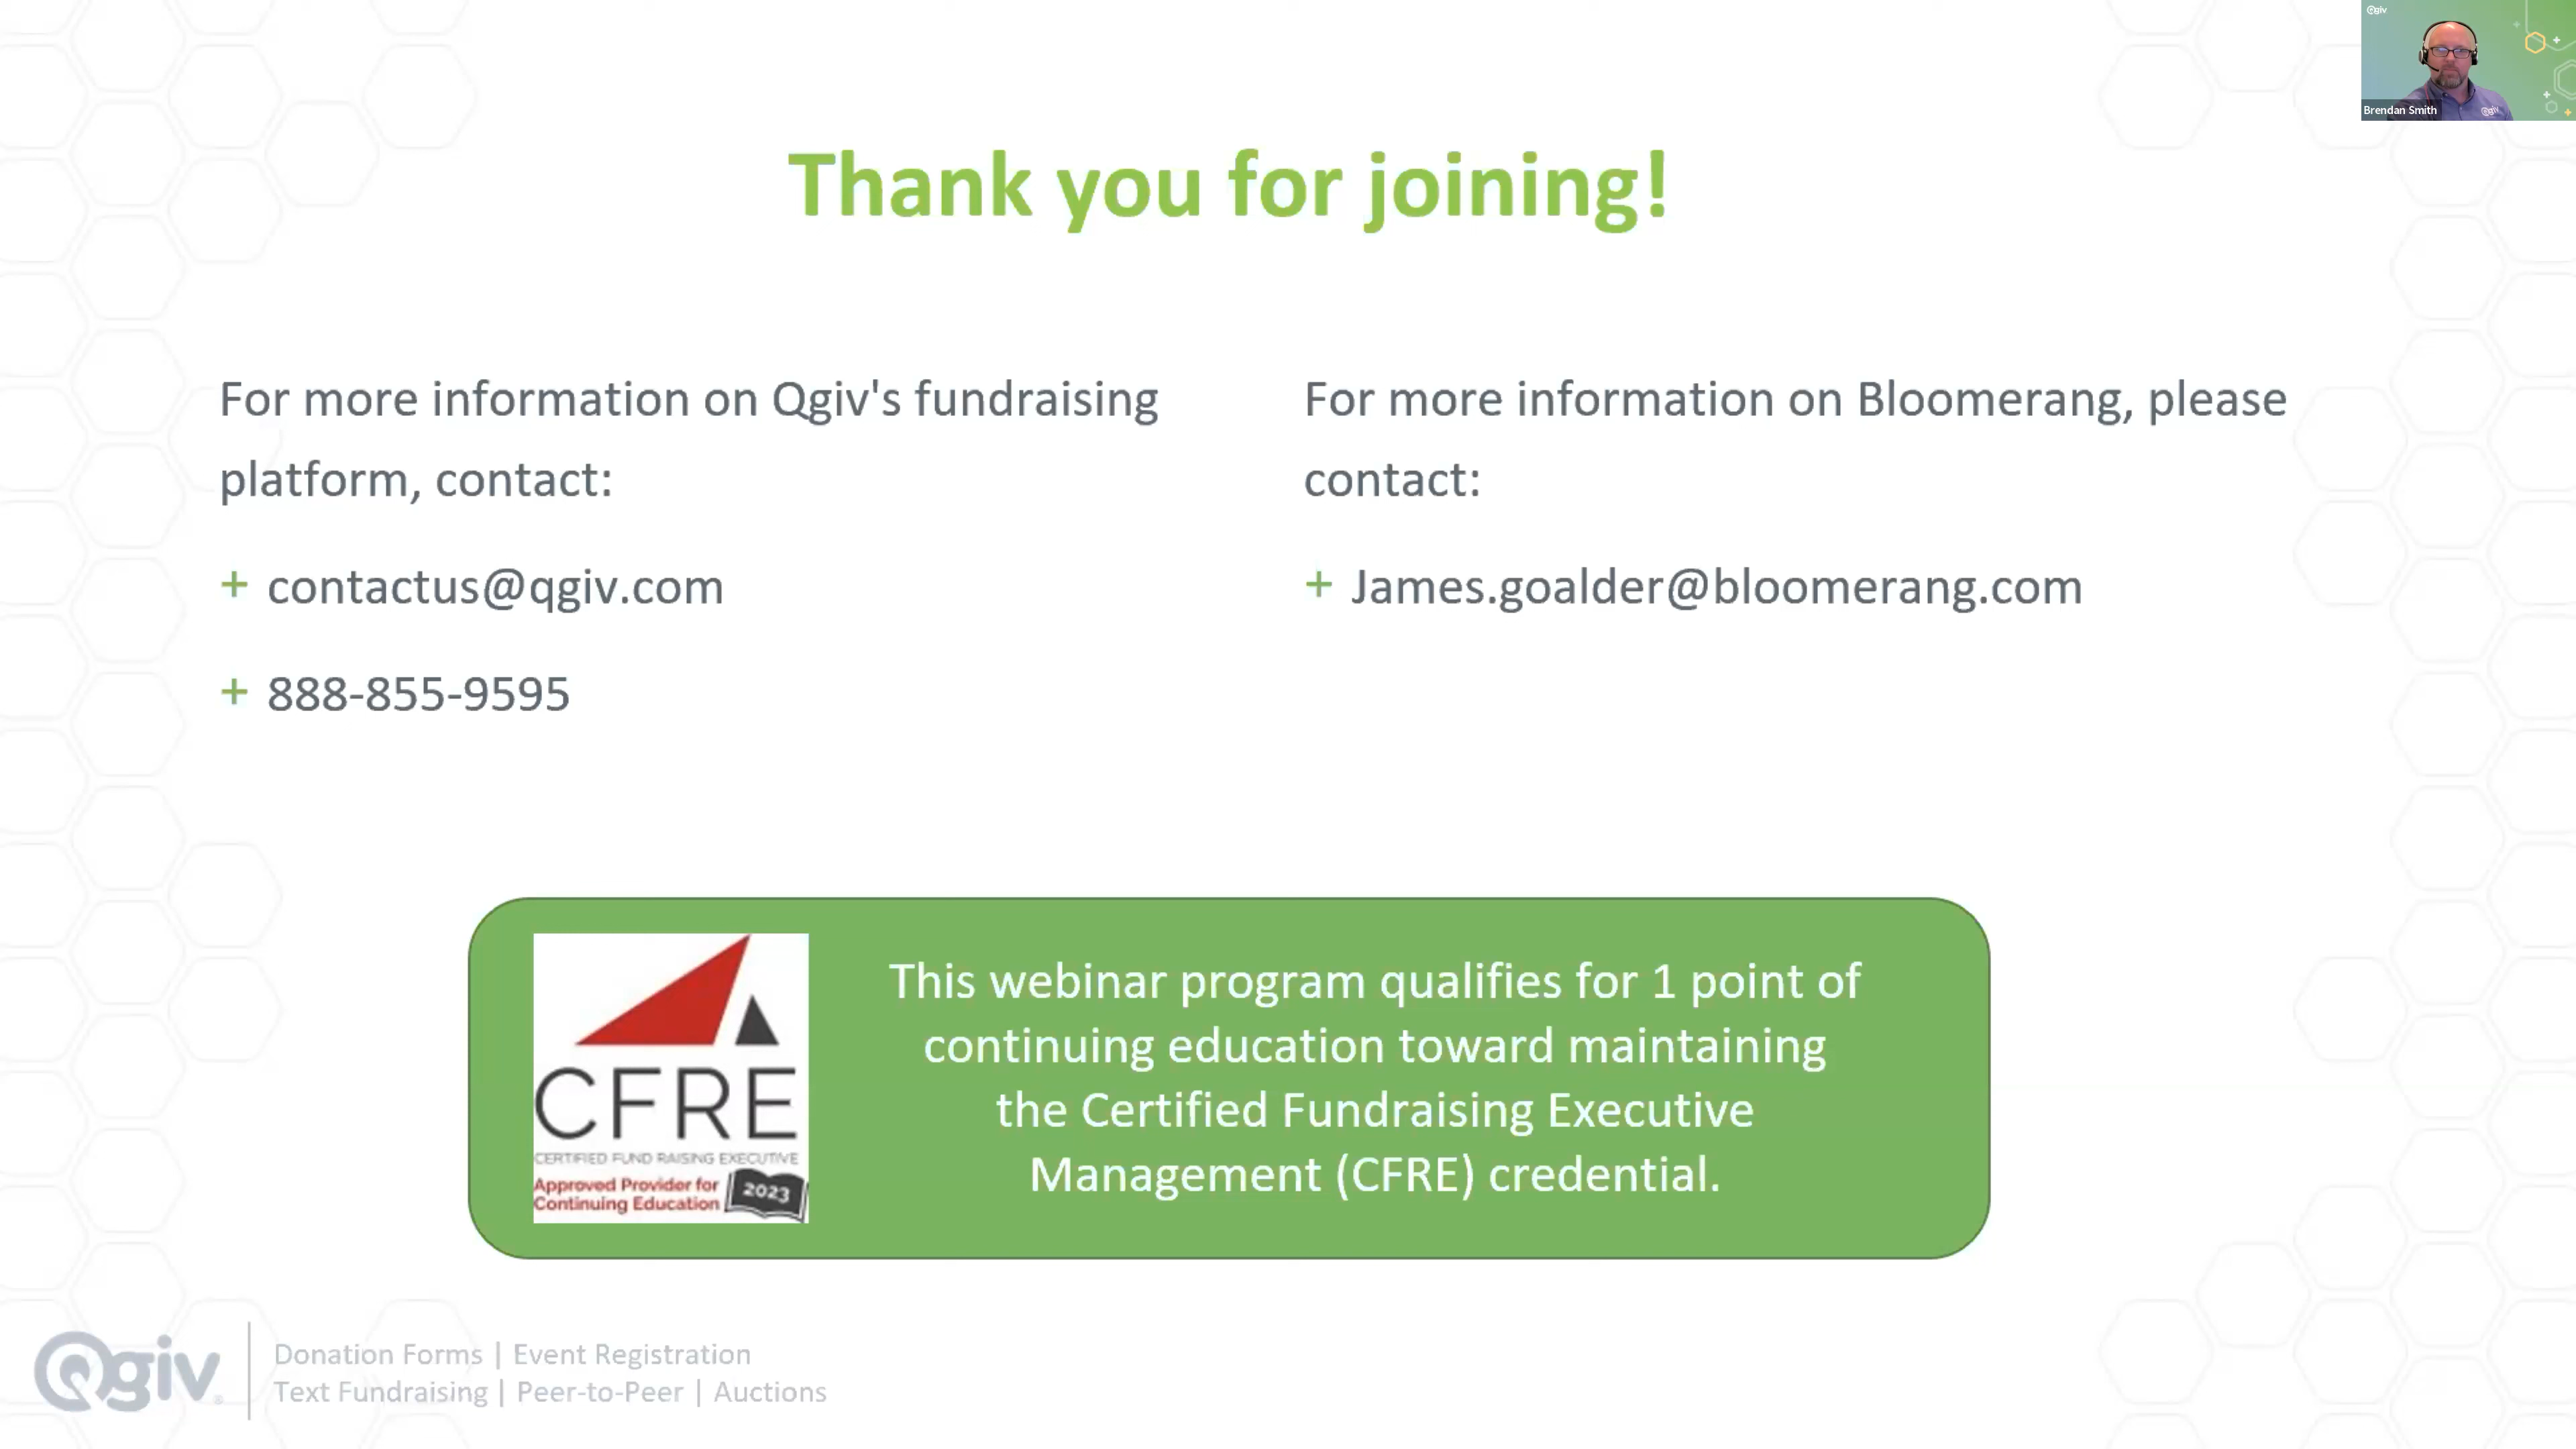 Qgiv
Brendan Smith
Qgiv
Thank you for joining!
For more information on Qgiv's fundraising
platform, contact:
+ contactus@qgiv.com
+ 888-855-9595
For more information on Bloomerang, please
contact:
+ James.goalder@bloomerang.com
CFRE
CERTIFIED FUND RAISING EXECUTIVE
Approved Provider for
Continuing Education
2023
This webinar program qualifies for 1 point of
continuing education toward maintaining
the Certified Fundraising Executive
Management (CFRE) credential.
Qgiv
Donation Forms | Event Registration
Text Fundraising | Peer-to-Peer | Auctions